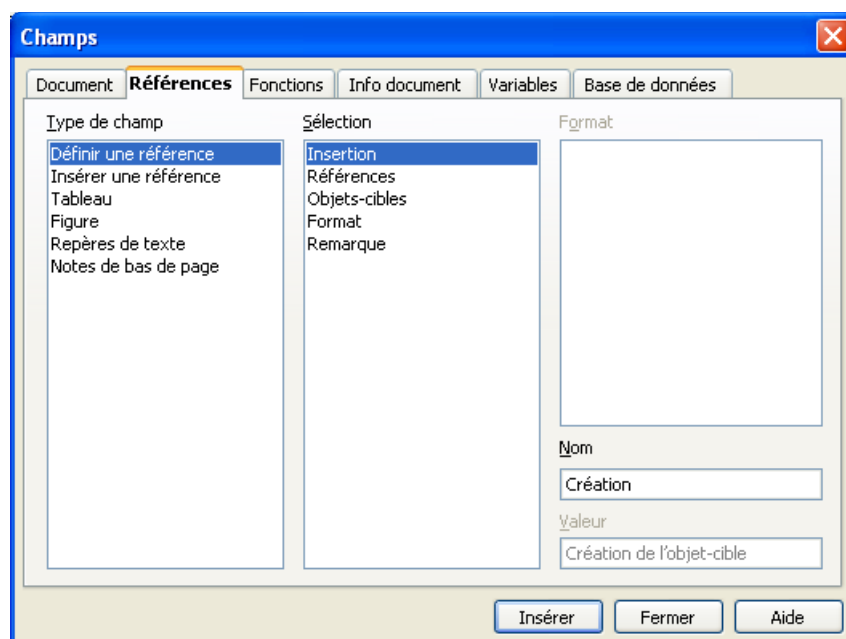 Champs
Document Références Fonctions Info document Variables Base de données
Type de champ
Définir une référence
Insérer une référence
Tableau
Figure
Repères de texte
Notes de bas de page
Sélection
Insertion
Références
Objets-cibles
Format
Remarque
Format
Nom
Création
Valeur
Création de l'objet-cible
Insérer Fermer Aide